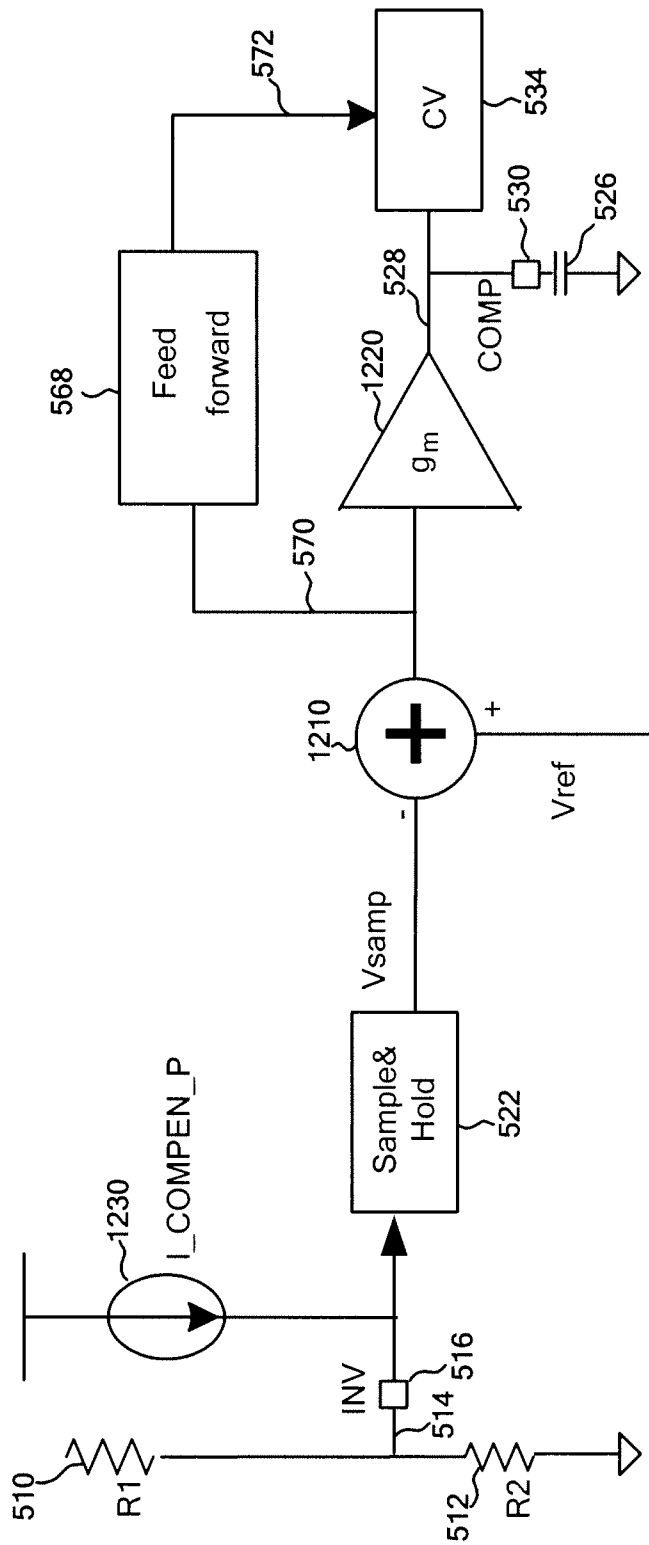 510
R1
512
R2
514
INV
516
1230
I_COMPEN_P
Sample&
Hold
522
Vsamp
-
1210
+
+
Vref
570
568
Feed
forward
572
1220
gm
528
COMP
530
526
CV
534